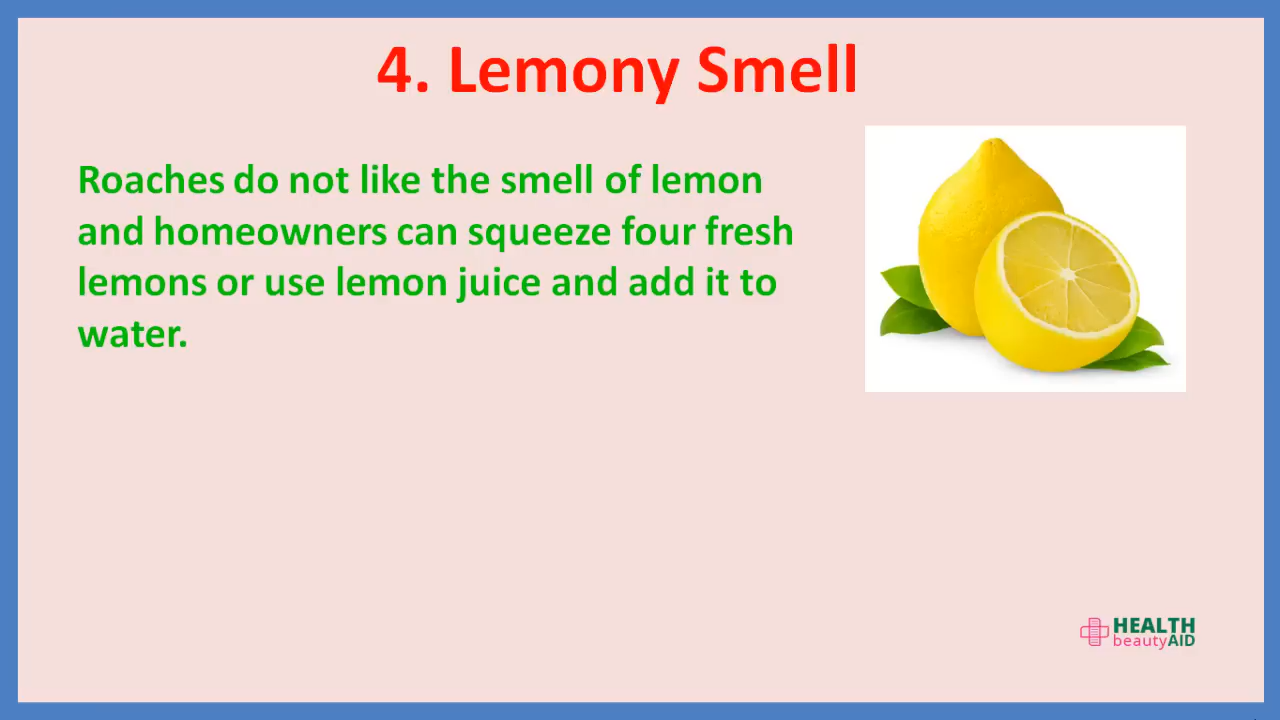 4. Lemony Smell
Roaches do not like the smell of lemon
and homeowners can squeeze four fresh
lemons or use lemon juice and add it to
water.
HEALTH
beautyAID